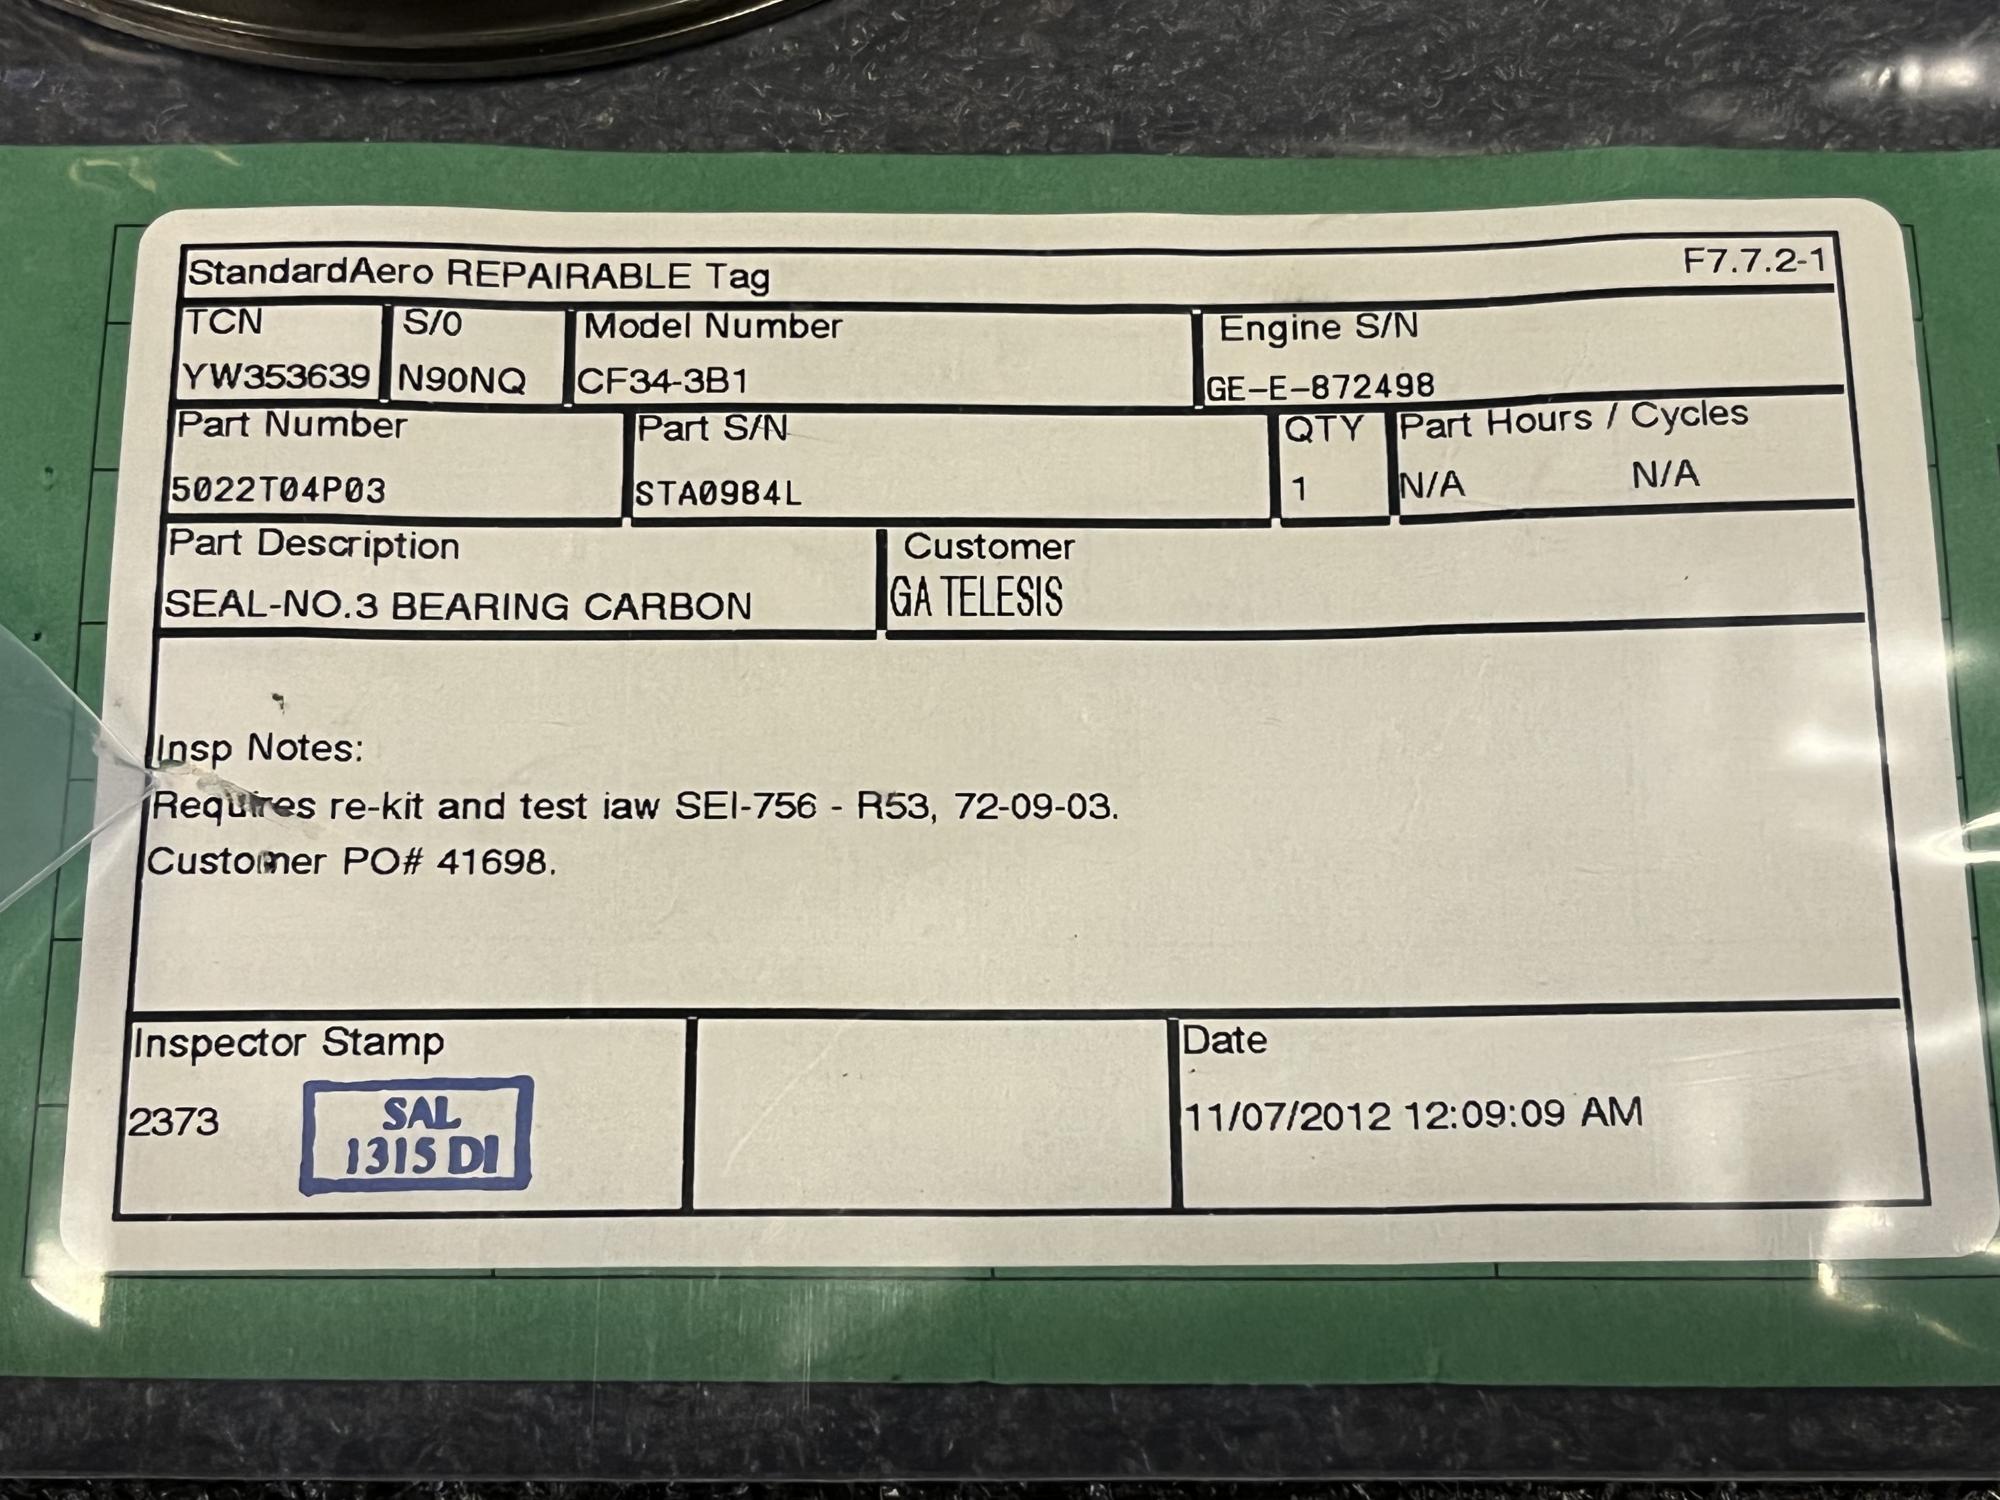 StandardAero REPAIRABLE Tag F7.7.2-1
TCN S/O Model Number Engine S/N
YW353639 N90NQ CF34-3B1 GE-E-872498
Part Number Part S/N QTY Part Hours / Cycles
5022T04P03 STA0984L 1 N/A N/A
Part Description Customer
SEAL-NO.3 BEARING CARBON GA TELESIS
Insp Notes:
Requires re-kit and test iaw SEI-756 - R53, 72-09-03.
Customer PO# 41698.
Inspector Stamp Date
2373 SAL 11/07/2012 12:09:09 AM
1315 DI